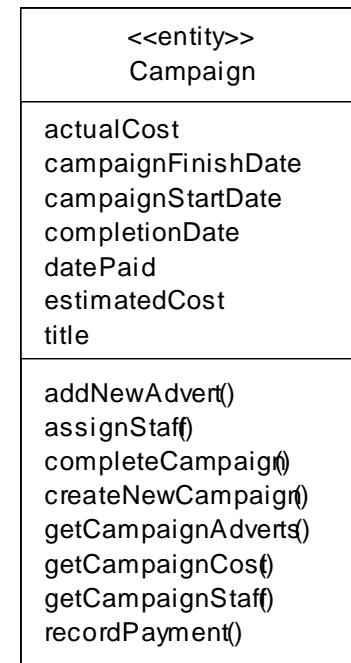 <<entity>>
Campaign
actualCost
campaignFinishDate
campaignStartDate
completionDate
datePaid
estimatedCost
title
addNewAdvert()
assignStaff()
completeCampaign()
createNewCampaign()
getCampaignAdverts()
getCampaignCost()
getCampaignStaff()
recordPayment()